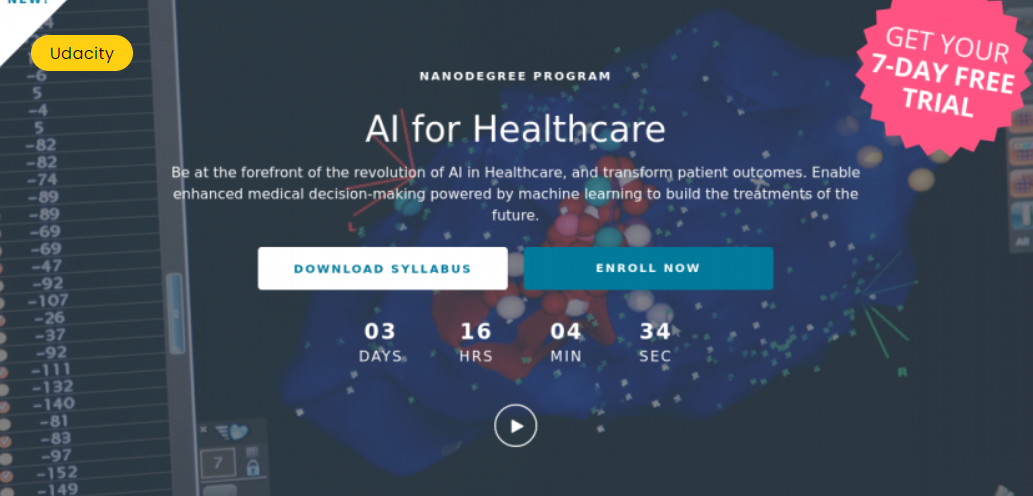 NEW!
Udacity
GET YOUR
7-DAY FREE
TRIAL
NANODEGREE PROGRAM
AI for Healthcare
Be at the forefront of the revolution of AI in Healthcare, and transform patient outcomes. Enable
enhanced medical decision-making powered by machine learning to build the treatments of the
future.
DOWNLOAD SYLLABUS
ENROLL NOW
03 16 04 34
DAYS HRS MIN SEC
-6
5
-4
5
-82
-82
-74
-89
-89
-69
-69
-47
-92
-107
-26
-37
-92
-111
-132
-140
-81
-83
-97
-152
-149
L
R
7